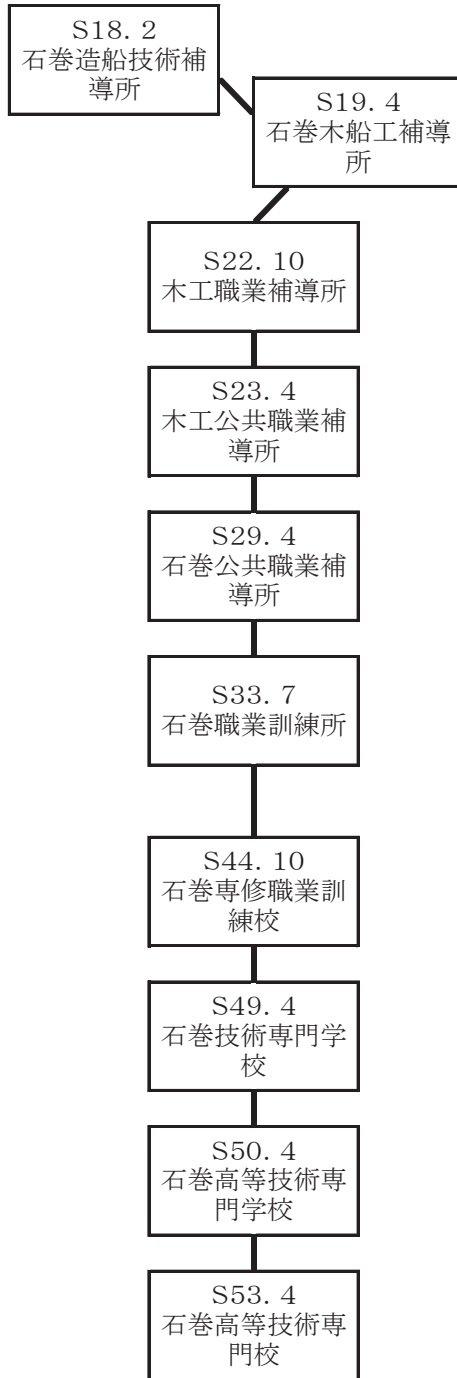 S18．2
石巻造船技術補
導所
S19．4
石巻木船工補導
所
S22．10
木工職業補導所
S23．4
木工公共職業補
導所
S29．4
石巻公共職業補
導所
S33．7
石巻職業訓練所
S44．10
石巻専修職業訓
練校
S49．4
石巻技術専門学
校
S50．4
石巻高等技術専
門学校
S53．4
石巻高等技術専
門校